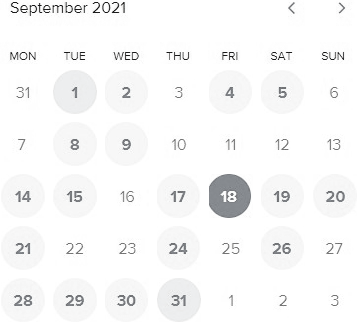 September 2021
MON TUE WED THU FRI SAT SUN
31 1 2 3 4 5 6
7 8 9 10 11 12 13
14 15 16 17 18 19 20
21 22 23 24 25 26 27
28 29 30 31 1 2 3